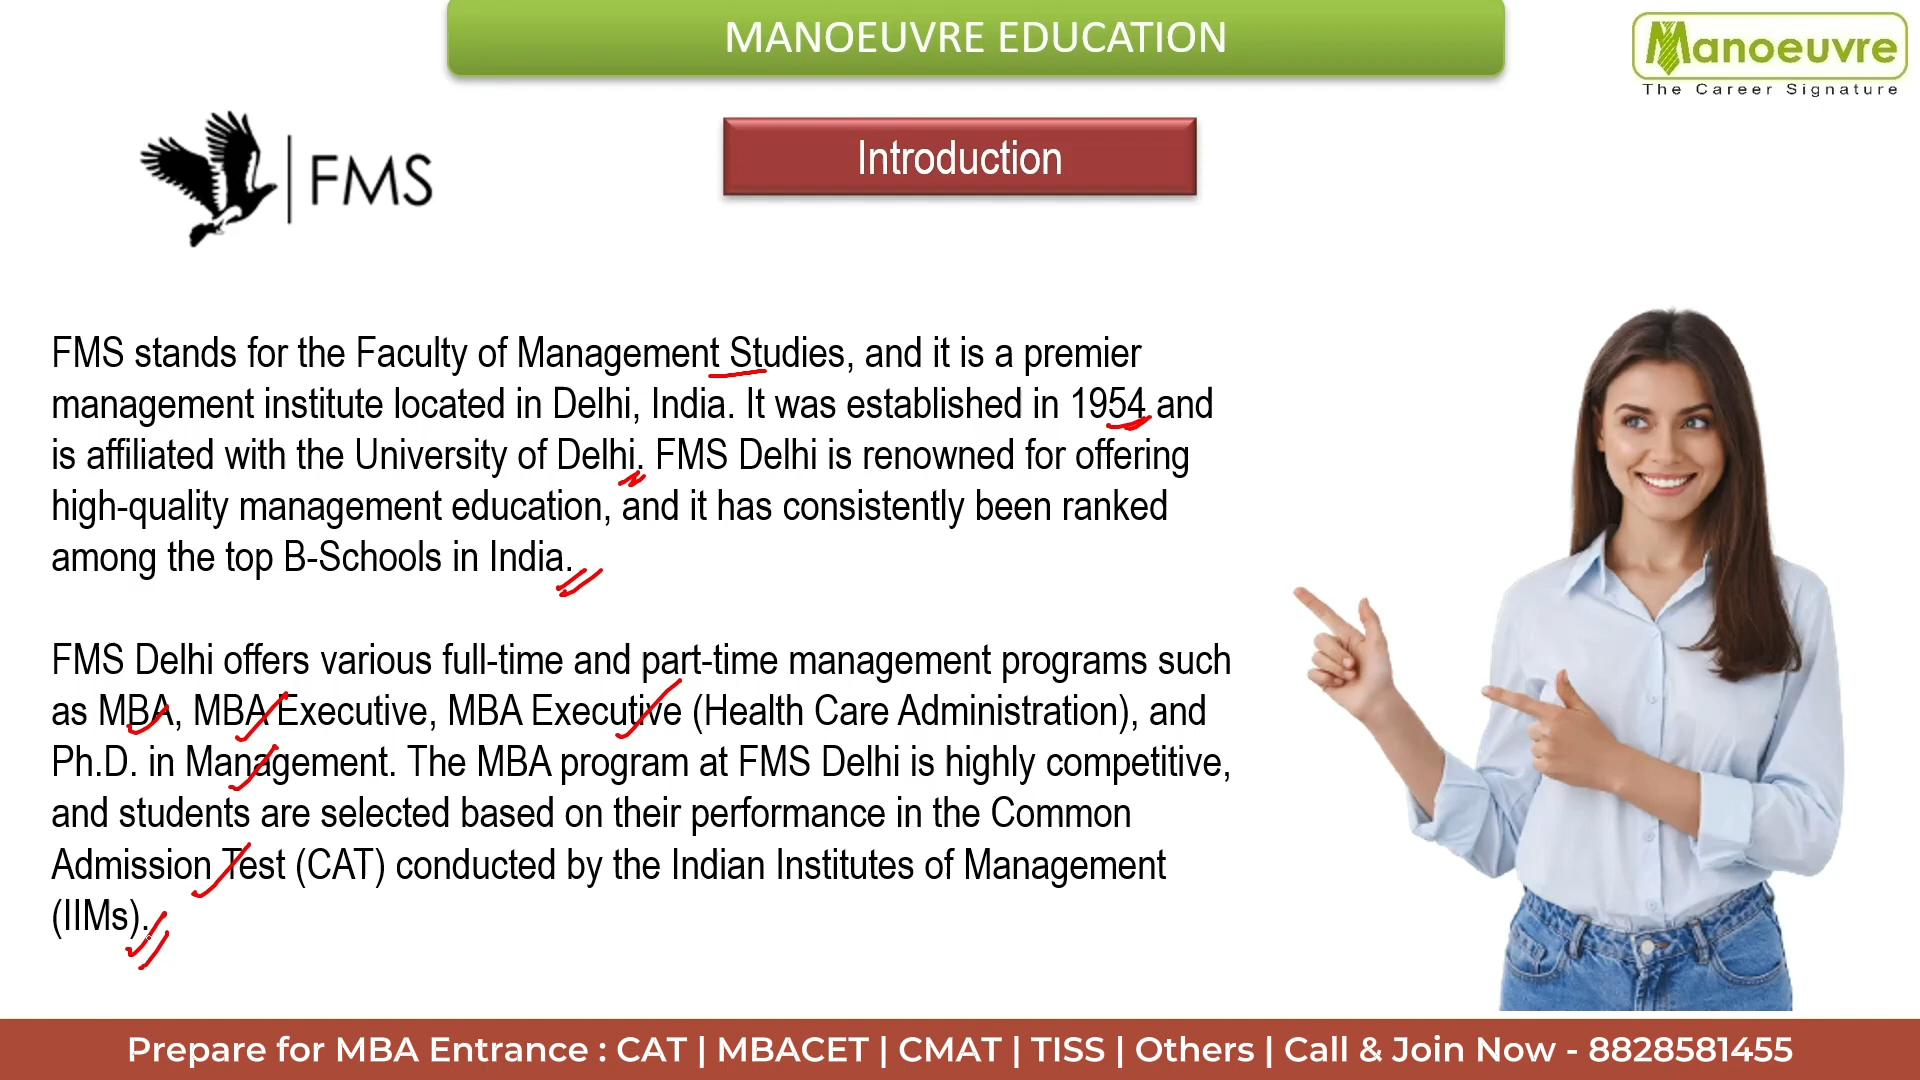 MANOEUVRE EDUCATION
Manoeuvre
The Career Signature
FMS
Introduction
FMS stands for the Faculty of Management Studies, and it is a premier
management institute located in Delhi, India. It was established in 1954 and
is affiliated with the University of Delhi. FMS Delhi is renowned for offering
high-quality management education, and it has consistently been ranked
among the top B-Schools in India.
FMS Delhi offers various full-time and part-time management programs such
as MBA, MBA Executive, MBA Executive (Health Care Administration), and
Ph.D. in Management. The MBA program at FMS Delhi is highly competitive,
and students are selected based on their performance in the Common
Admission Test (CAT) conducted by the Indian Institutes of Management
(IIMs).
Prepare for MBA Entrance : CAT | MBACET | CMAT | TISS | Others | Call & Join Now - 8828581455